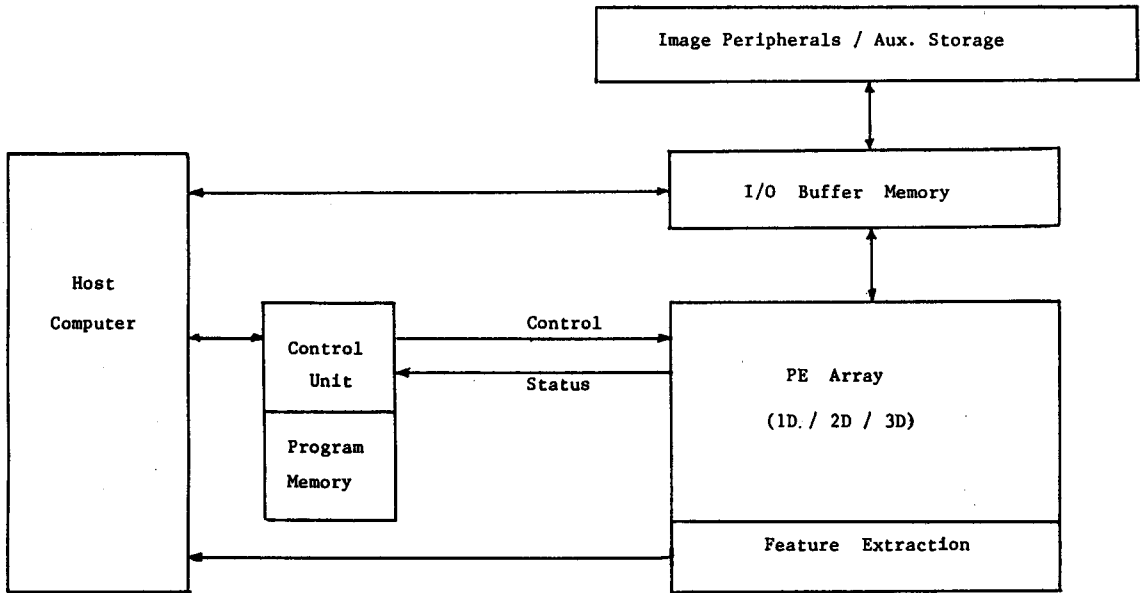 Image Peripherals / Aux. Storage
I/O Buffer Memory
Host
Computer
Control
Unit
Program
Memory
Control
Status
PE Array
(1D. / 2D / 3D)
Feature Extraction